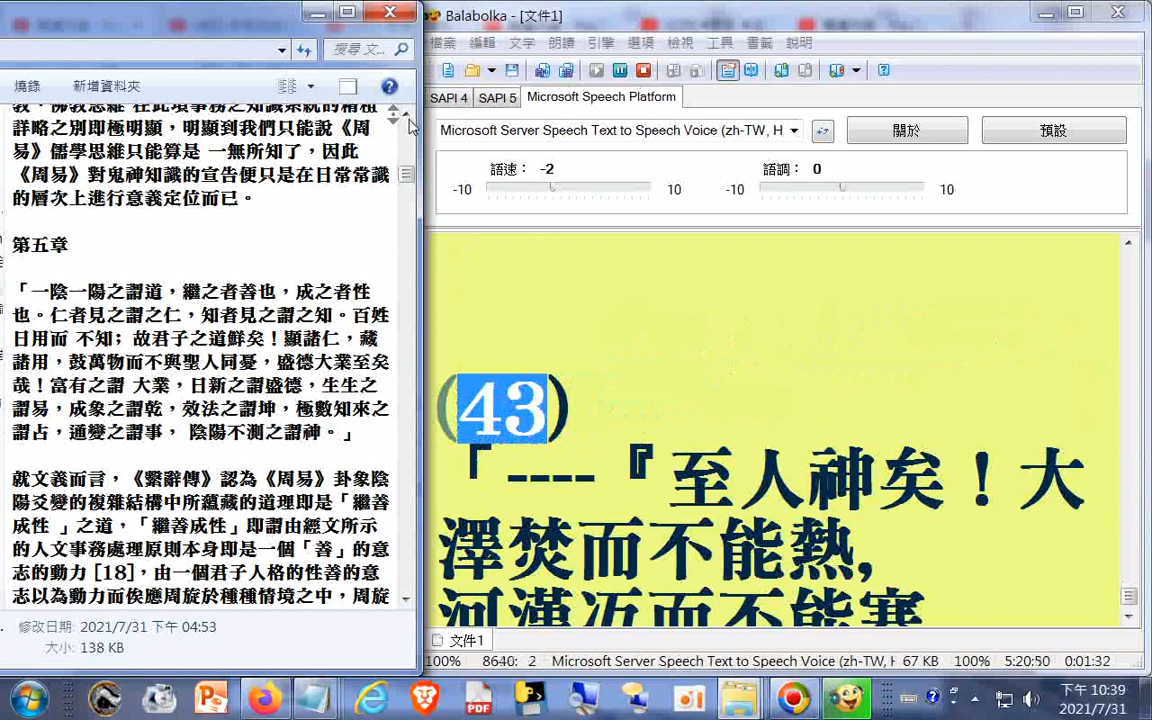 Balabolka - [文件1]
搜尋 文...
檔案 編輯 文字 朗讀 引擎 選項 檢視 工具 書籤 說明
燒錄 新增資料夾
SAPI 4 SAPI 5 Microsoft Speech Platform
Microsoft Server Speech Text to Speech Voice (zh-TW, H
關於
預設
語速： -2
語調： 0
-10 10 -10 10
教、佛教思維 在此項事務之知識系統的精粗
詳略之別即極明顯，明顯到我們只能說《周
易》儒學思維只能算是 一無所知了，因此
《周易》對鬼神知識的宣告便只是在日常常識
的層次上進行意義定位而已。
第五章
「一陰一陽之謂道，繼之者善也，成之者性
也。仁者見之謂之仁，知者見之謂之知。百姓
日用而 不知; 故君子之道鮮矣！顯諸仁，藏
諸用，鼓萬物而不與聖人同憂，盛德大業至矣
哉！富有之謂 大業，日新之謂盛德，生生之
謂易，成象之謂乾，效法之謂坤，極數知來之
謂占，通變之謂事， 陰陽不測之謂神。」
就文義而言，《繫辭傳》認為《周易》卦象陰
陽爻變的複雜結構中所蘊藏的道理即是「繼善
成性 」之道，「繼善成性」即謂由經文所示
的人文事務處理原則本身即是一個「善」的意
志的動力 [18]，由一個君子人格的性善的意
志以為動力而俟應周旋於種種情境之中，周旋
(43)
「 ----『至人神矣！大
澤焚而不能熱,
河漢冱而不能寒
修改日期: 2021/7/31 下午 04:53
大小: 138 KB
文件1
100% 8640: 2 Microsoft Server Speech Text to Speech Voice (zh-TW, H 67 KB 100% 5:20:50 0:01:32
下午 10:39
2021/7/31